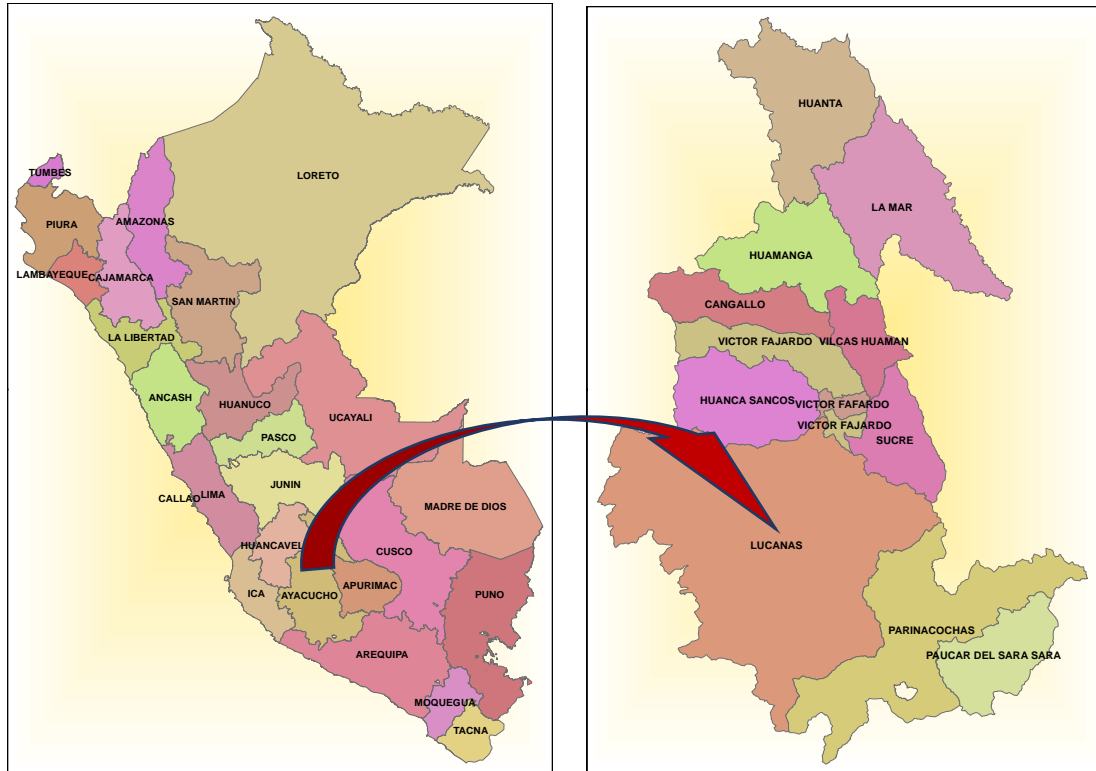 LORETO
TUMBES
PIURA
AMAZONAS
LAMBAYEQUE
CAJAMARCA
SAN MARTIN
LA LIBERTAD
ANCASH
HUANUCO
UCAYALI
PASCO
JUNIN
CALLAO
LIMA
MADRE DE DIOS
HUANCAVEL
CUSCO
ICA
AYACUCHO
APURIMAC
PUNO
AREQUIPA
MOQUEGUA
TACNA
HUANTA
LA MAR
HUAMANGA
CANGALLO
VICTOR FAJARDO
VILCAS HUAMAN
HUANCA SANCOS
VICTOR FAFARDO
VICTOR FAJARDO
SUCRE
LUCANAS
PARINACOCHAS
PAUCAR DEL SARA SARA